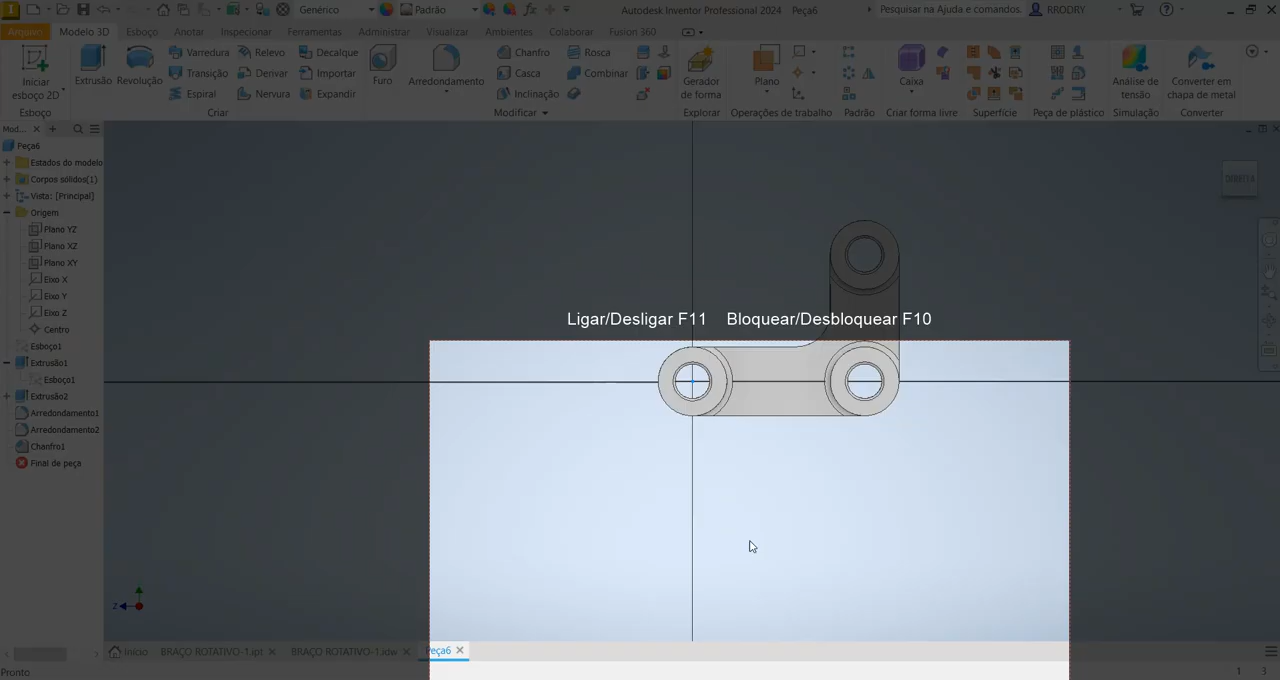 Genérico Padrão Autodesk Inventor Professional 2024 Peça6 Pesquisar na Ajuda e comandos. RRODRY
Arquivo Modelo 3D Esboço Anotar Inspecionar Ferramentas Administrar Visualizar Ambientes Colaborar Fusion 360
Iniciar esboço 2D
Extrusão
Revolução
Varredura
Transição
Espiral
Relevo
Derivar
Nervura
Decalque
Importar
Expandir
Furo
Arredondamento
Chanfro
Casca
Inclinação
Rosca
Combinar
Gerador de forma
Plano
Caixa
Análise de tensão
Converter em chapa de metal
Esboço Criar Modificar Explorar Operações de trabalho Padrão Criar forma livre Superfície Peça de plástico Simulação Converter
Mod...
Peça6
Estados do modelo
Corpos sólidos(1)
Vista: [Principal]
Origem
Plano YZ
Plano XZ
Plano XY
Eixo X
Eixo Y
Eixo Z
Centro
Esboço1
Extrusão1
Esboço1
Extrusão2
Arredondamento1
Arredondamento2
Chanfro1
Final de peça
DIREITA
Ligar/Desligar F11 Bloquear/Desbloquear F10
Z
Início BRAÇO ROTATIVO-1.ipt BRAÇO ROTATIVO-1.idw Peça6
Pronto 1 3